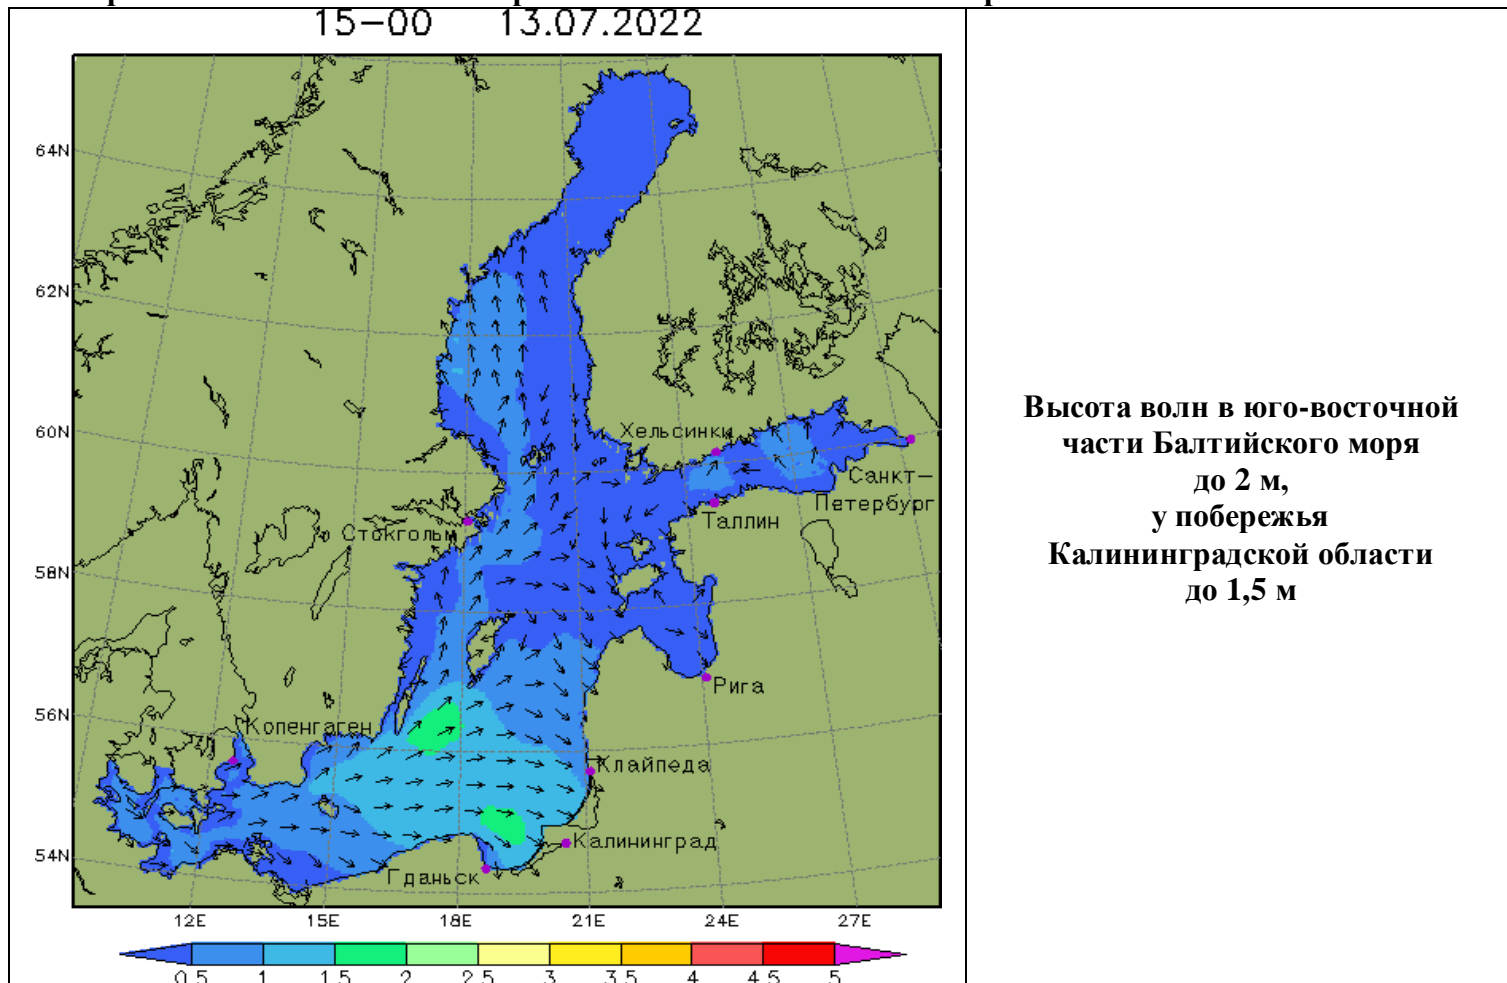 15-00 13.07.2022
64N
62N
60N
58N
56N
54N
Хельсинки
Санкт-
Петербург
Таллин
Стокгольм
Рига
Копенгаген
Клайпеда
Калининград
Гданьск
12E 15E 18E 21E 24E 27E
0.5 1 1.5 2 2.5 3 3.5 4 4.5 5
Высота волн в юго-восточной
части Балтийского моря
до 2 м,
у побережья
Калининградской области
до 1,5 м